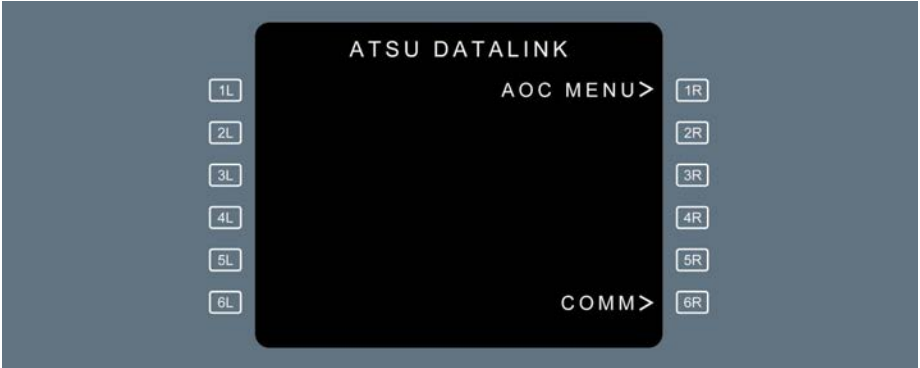 ATSU DATALINK
1L AOC MENU> 1R
2L 2R
3L 3R
4L 4R
5L 5R
6L COMM> 6R